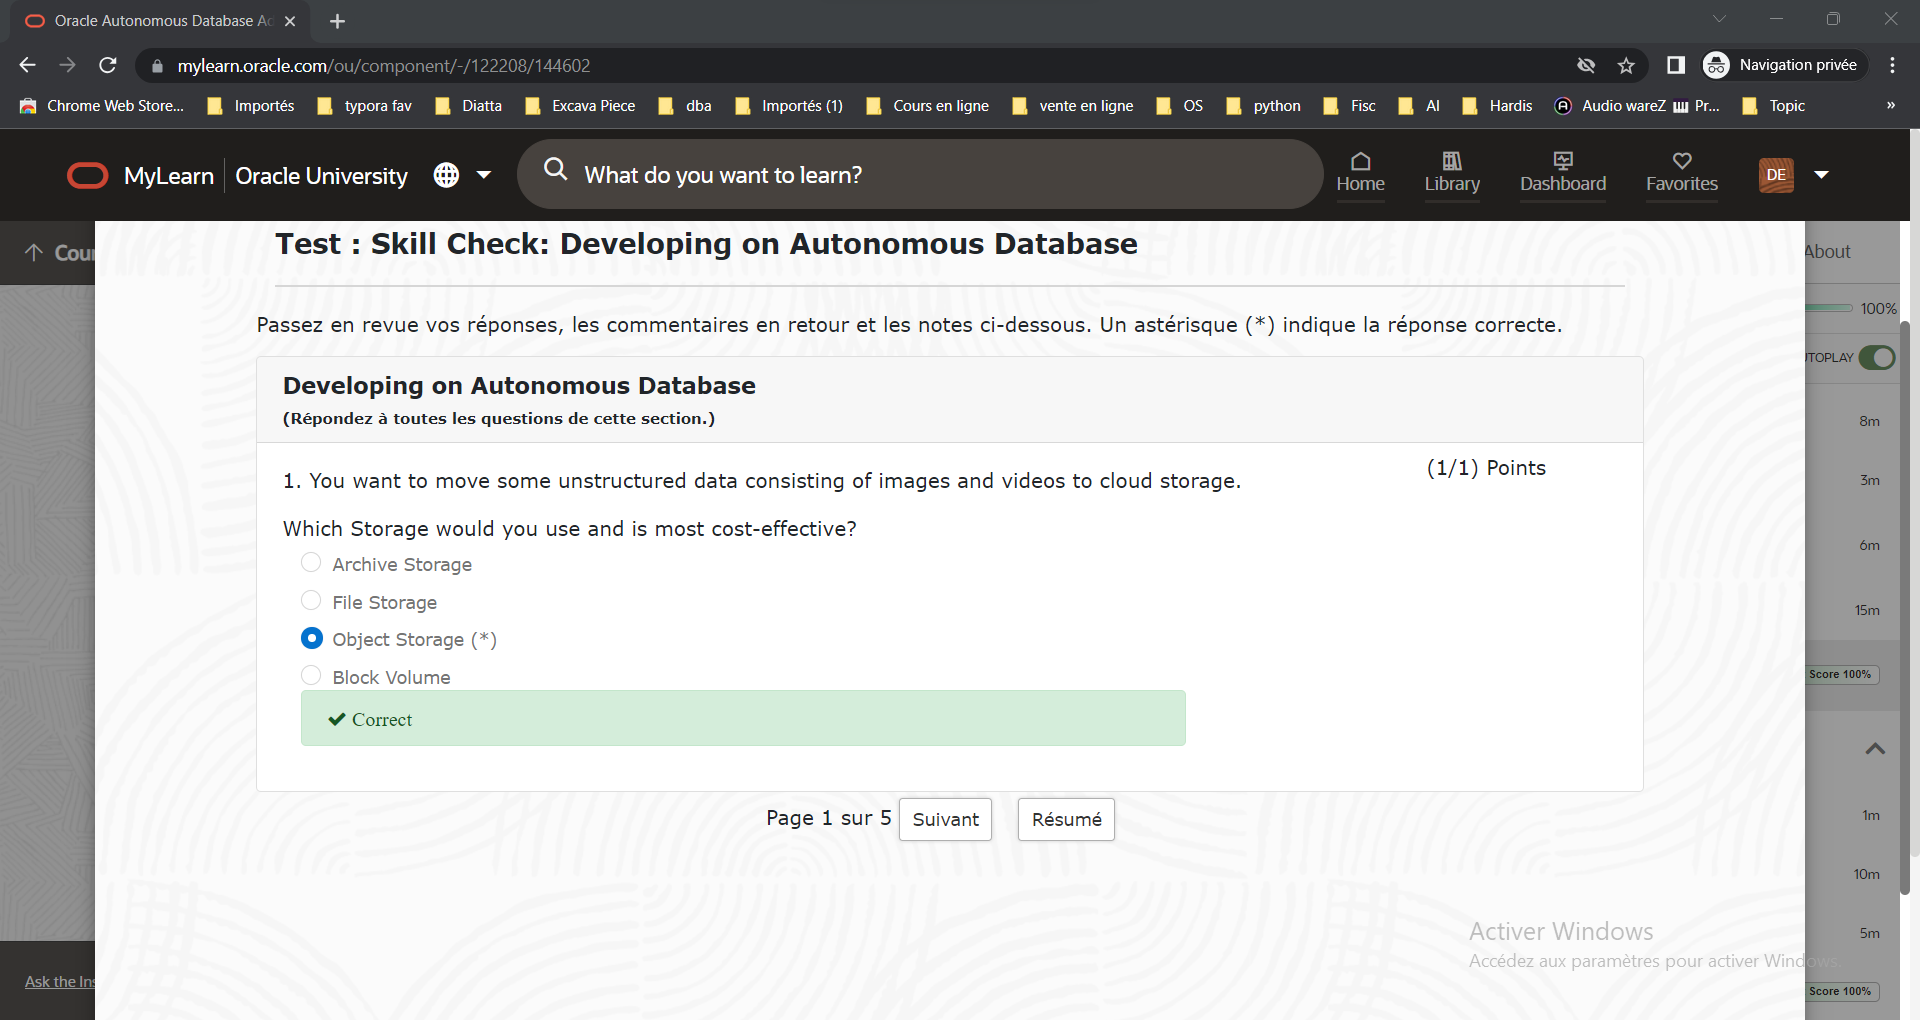 Oracle Autonomous Database Ad
mylearn.oracle.com/ou/component/-/122208/144602
Navigation privée
Chrome Web Store... Importés typora fav Diatta Excava Piece dba Importés (1) Cours en ligne vente en ligne OS python Fisc AI Hardis Audio wareZ Pr... Topic »
MyLearn Oracle University What do you want to learn? Home Library Dashboard Favorites DE
Cour
Test : Skill Check: Developing on Autonomous Database
About
100%
Passez en revue vos réponses, les commentaires en retour et les notes ci-dessous. Un astérisque (*) indique la réponse correcte.
TOPLAY
Developing on Autonomous Database
(Répondez à toutes les questions de cette section.)
8m
1. You want to move some unstructured data consisting of images and videos to cloud storage.
(1/1) Points
3m
Which Storage would you use and is most cost-effective?
6m
Archive Storage
File Storage
15m
Object Storage (*)
Block Volume
Score 100%
Correct
Page 1 sur 5 Suivant Résumé
1m
10m
Activer Windows
5m
Accédez aux paramètres pour activer Windows.
Ask the Ins
Score 100%